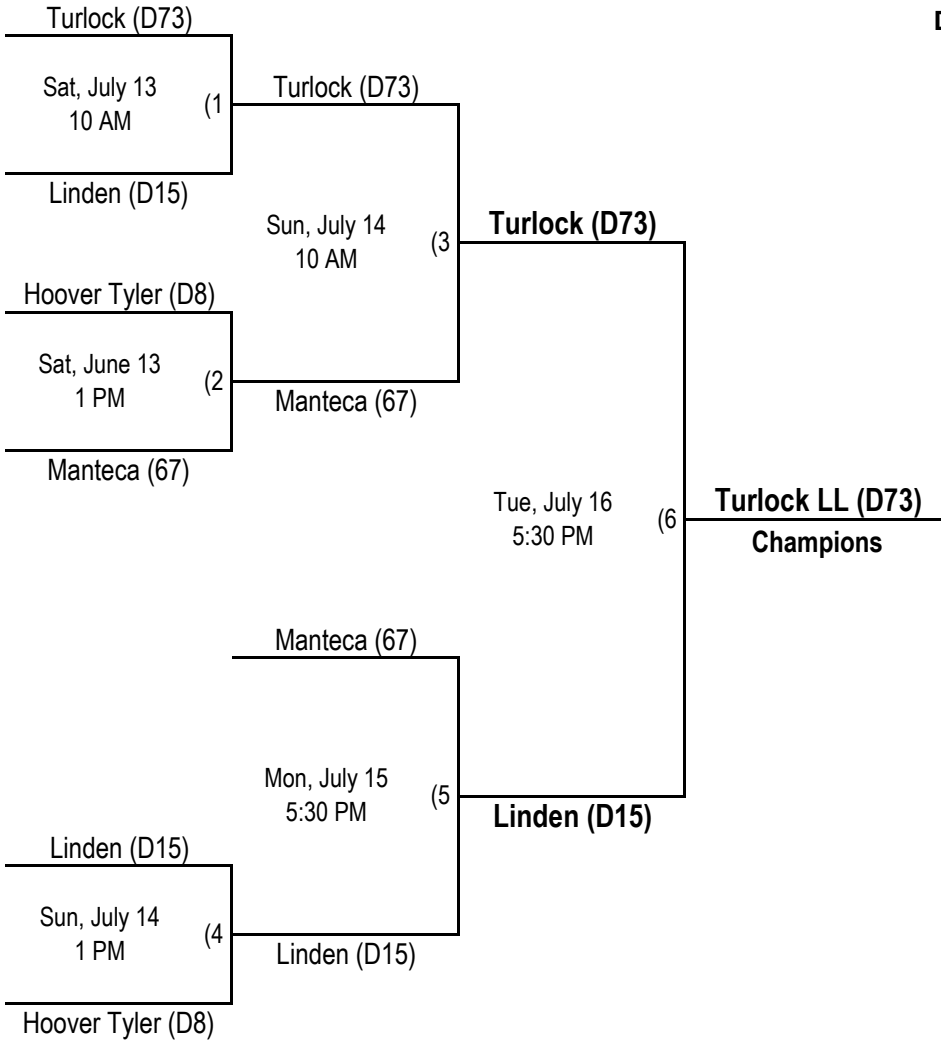 Turlock (D73)
D
Sat, July 13
10 AM
(1
Turlock (D73)
Linden (D15)
Sun, July 14
10 AM
(3
Turlock (D73)
Hoover Tyler (D8)
Sat, June 13
1 PM
(2
Manteca (67)
Manteca (67)
Tue, July 16
5:30 PM
(6
Turlock LL (D73)
Champions
Manteca (67)
Mon, July 15
5:30 PM
(5
Linden (D15)
Linden (D15)
Sun, July 14
1 PM
(4
Linden (D15)
Hoover Tyler (D8)